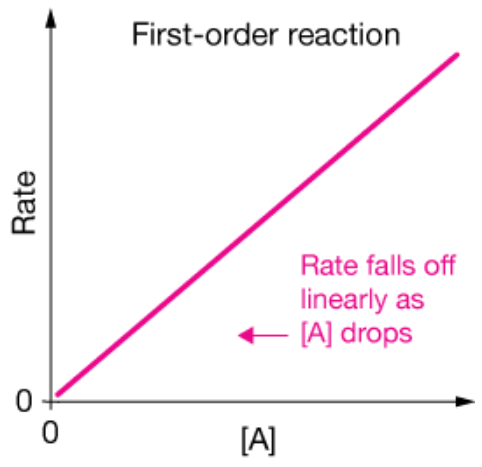 First-order reaction
Rate
Rate falls off
linearly as
[A] drops
0
0
[A]